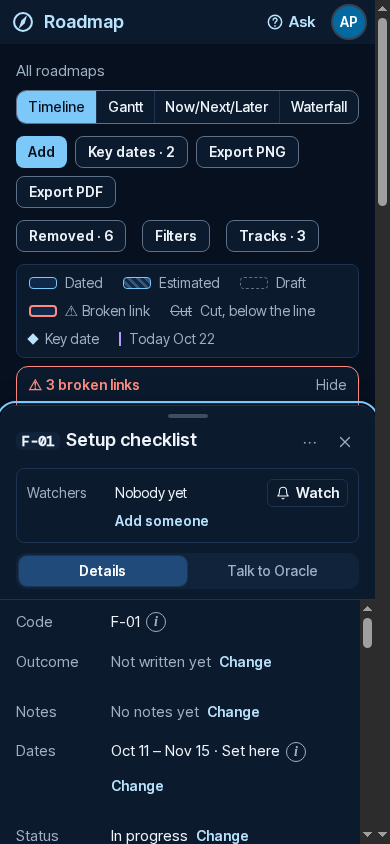 Roadmap
Ask
AP
All roadmaps
Timeline Gantt Now/Next/Later Waterfall
Add Key dates · 2 Export PNG
Export PDF
Removed · 6 Filters Tracks · 3
Dated Estimated Draft
⚠ Broken link Cut Cut, below the line
Key date Today Oct 22
⚠ 3 broken links Hide
F-01 Setup checklist ... ×
Watchers Nobody yet Watch
Add someone
Details Talk to Oracle
Code F-01 i
Outcome Not written yet Change
Notes No notes yet Change
Dates Oct 11 – Nov 15 · Set here i
Change
Status In progress Change